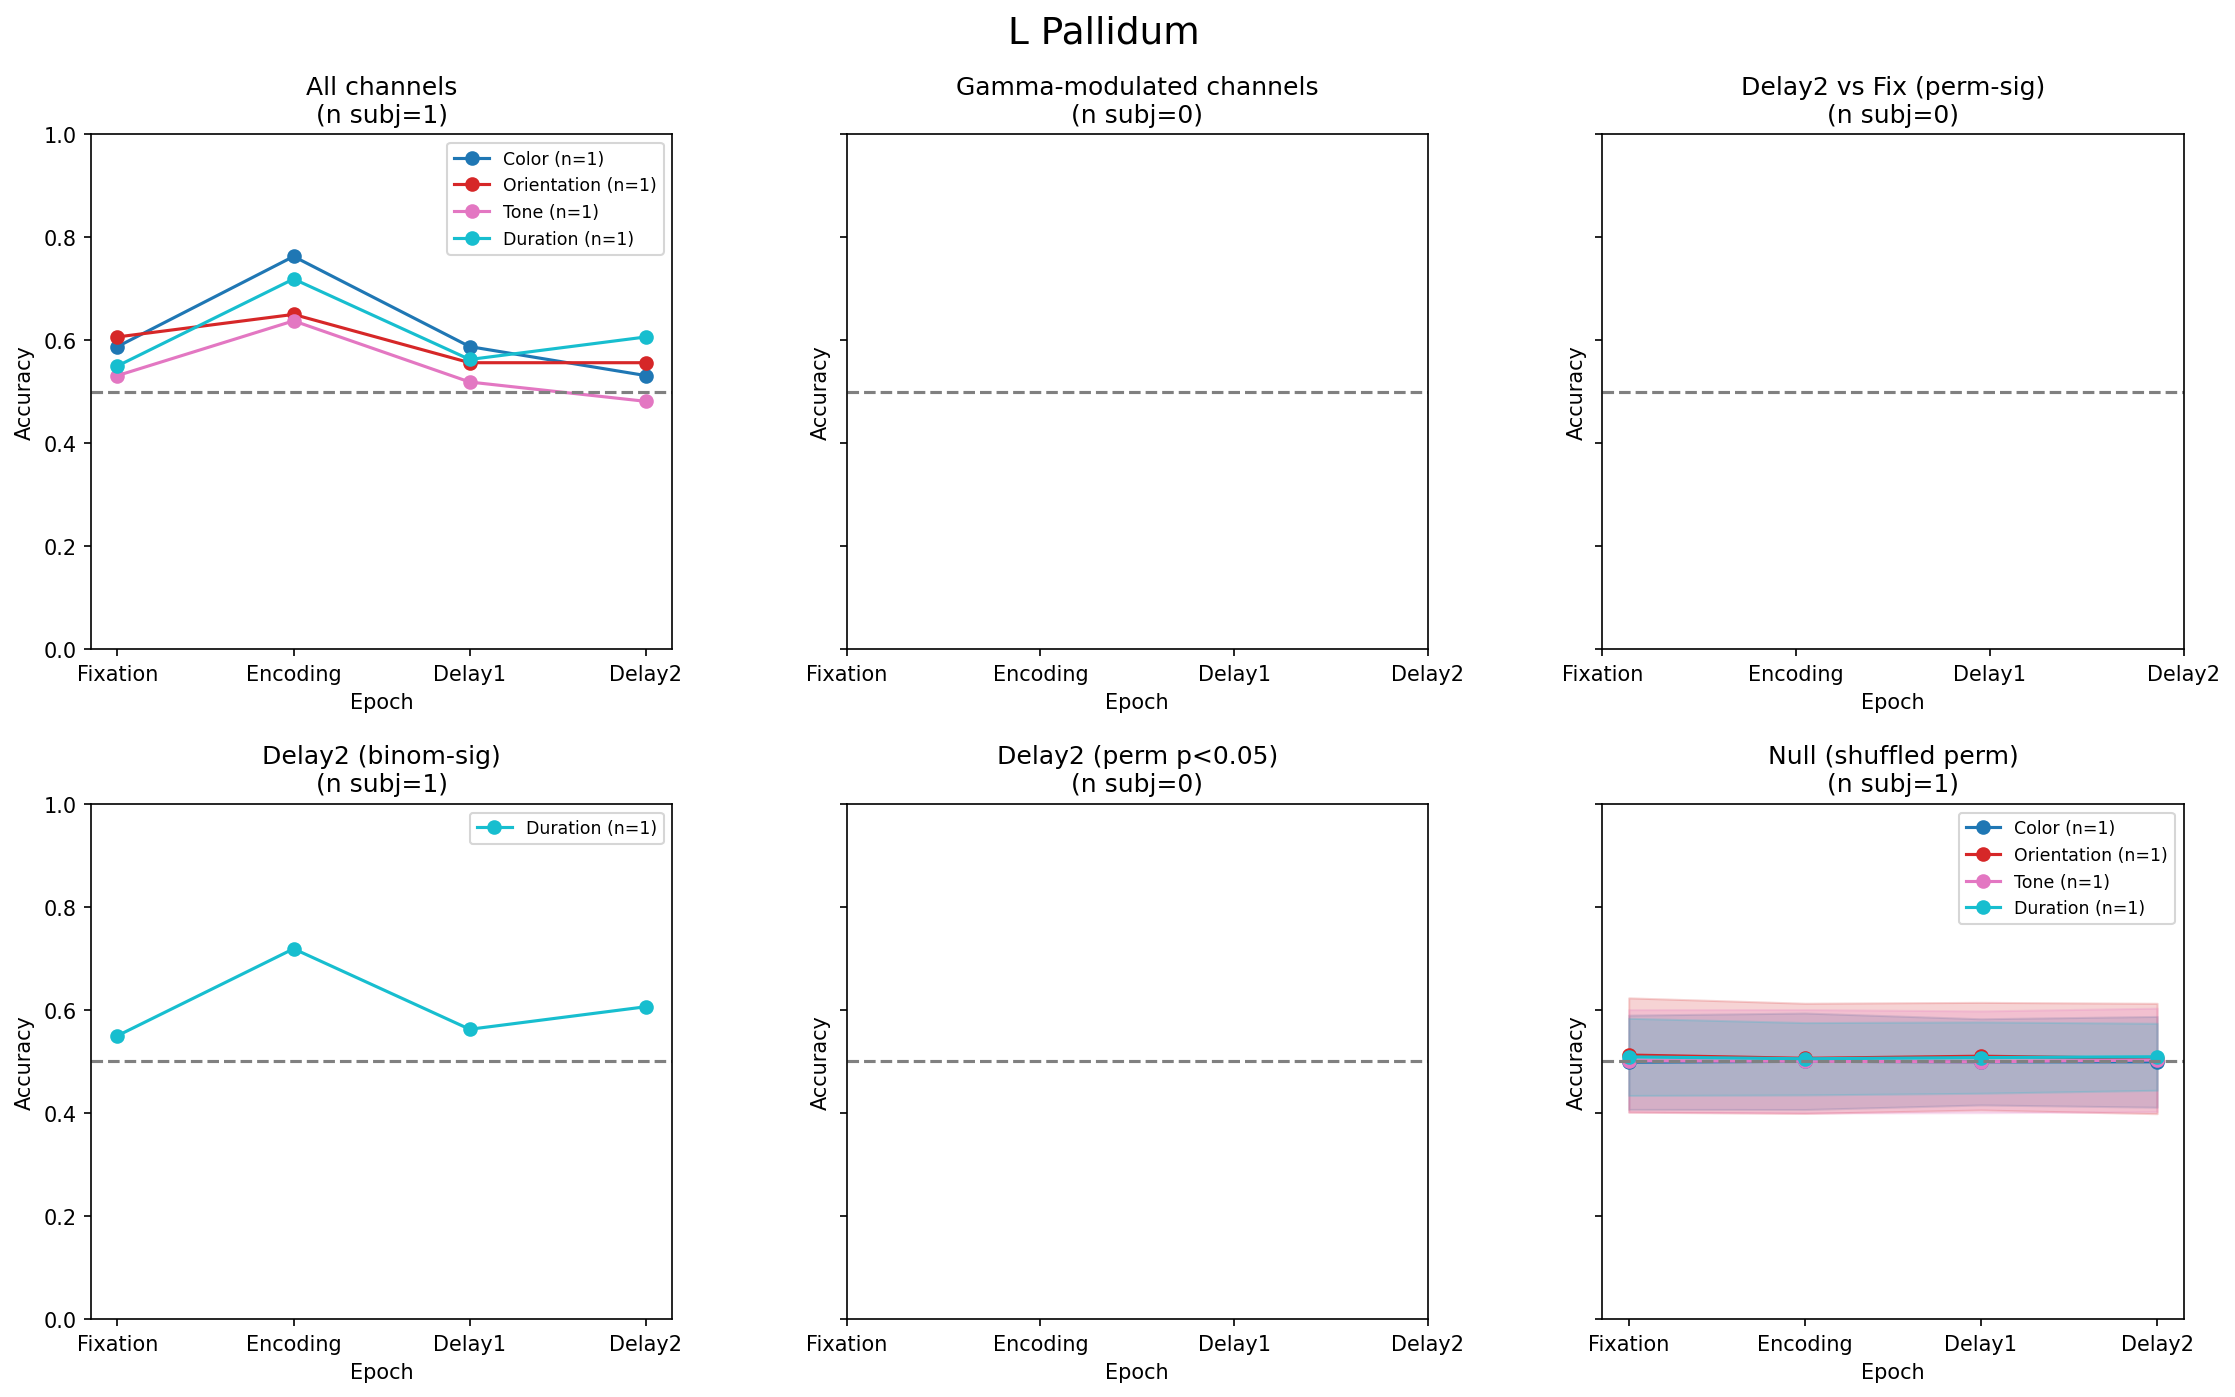 L Pallidum
All channels
(n subj=1)
1.0
0.8
0.6
0.4
0.2
0.0
Accuracy
Color (n=1)
Orientation (n=1)
Tone (n=1)
Duration (n=1)
Fixation
Encoding
Delay1
Delay2
Epoch
Gamma-modulated channels
(n subj=0)
Accuracy
Fixation
Encoding
Delay1
Delay2
Epoch
Delay2 vs Fix (perm-sig)
(n subj=0)
Accuracy
Fixation
Encoding
Delay1
Delay2
Epoch
Delay2 (binom-sig)
(n subj=1)
1.0
0.8
0.6
0.4
0.2
0.0
Accuracy
Duration (n=1)
Fixation
Encoding
Delay1
Delay2
Epoch
Delay2 (perm p<0.05)
(n subj=0)
Accuracy
Fixation
Encoding
Delay1
Delay2
Epoch
Null (shuffled perm)
(n subj=1)
Accuracy
Color (n=1)
Orientation (n=1)
Tone (n=1)
Duration (n=1)
Fixation
Encoding
Delay1
Delay2
Epoch